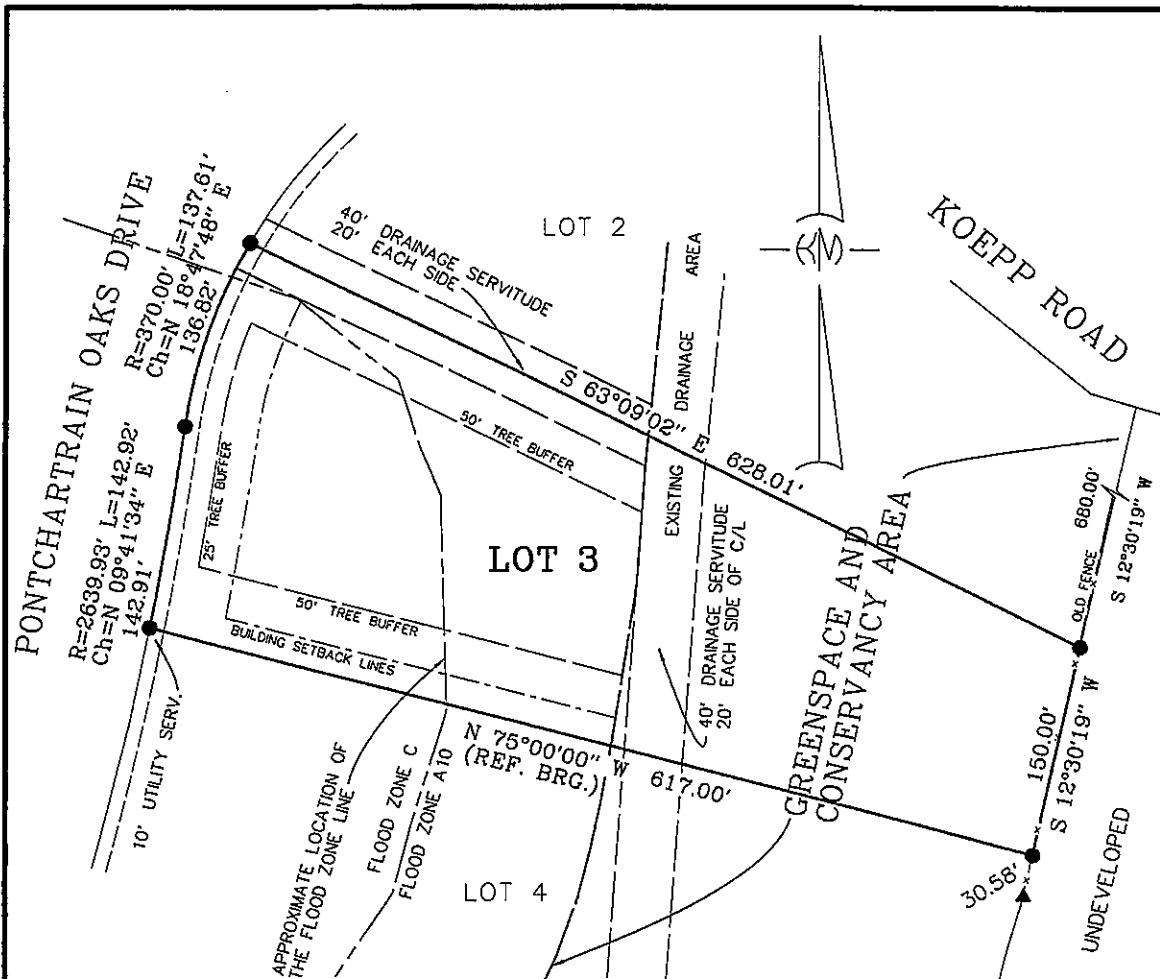 PONTCHARTRAIN OAKS DRIVE
R=370.00' L=137.61'
Ch=N 18°47'48" E
136.82'
R=2639.93' L=142.92'
Ch=N 09°41'34" E
142.91'
40' DRAINAGE SERVITUDE
20' EACH SIDE
LOT 2
AREA
DRAINAGE
EXISTING
KOEPP ROAD
S 63°09'02" E 628.01'
50' TREE BUFFER
25' TREE BUFFER
LOT 3
50' TREE BUFFER
BUILDING SETBACK LINES
40' DRAINAGE SERVITUDE
20' EACH SIDE OF C/L
GREENSPACE AND
CONSERVANCY AREA
OLD FENCE
680.00'
S 12°30'19" W
150.00'
S 12°30'19" W
N 75°00'00" W 617.00'
(REF. BRG.)
10' UTILITY SERV.
APPROXIMATE LOCATION OF
THE FLOOD ZONE LINE
FLOOD ZONE C
FLOOD ZONE A10
LOT 4
30.58'
UNDEVELOPED